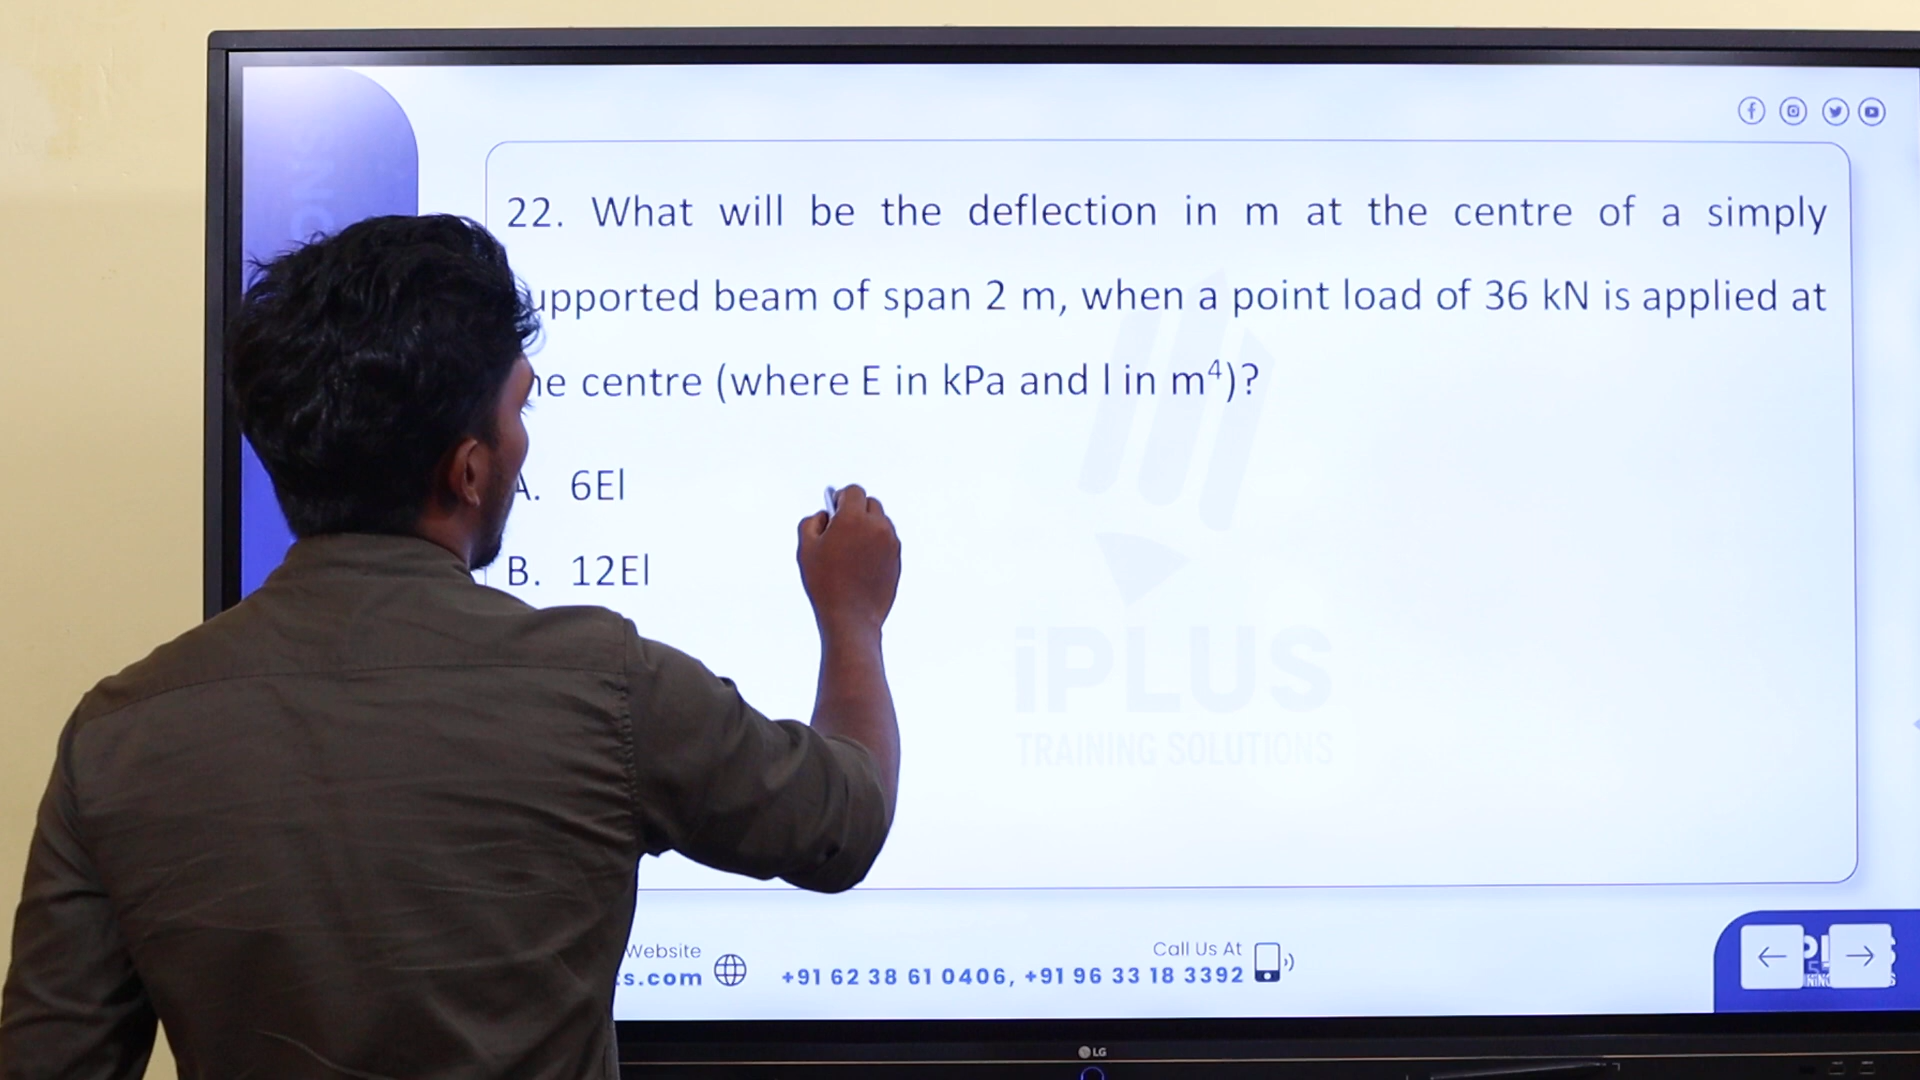 22. What will be the deflection in m at the centre of a simply
upported beam of span 2 m, when a point load of 36 kN is applied at
he centre (where E in kPa and I in m⁴)?
A. 6EI
B. 12EI
iPLUS
TRAINING SOLUTIONS
Website
s.com
Call Us At
+91 62 38 61 0406, +91 96 33 18 3392
LG